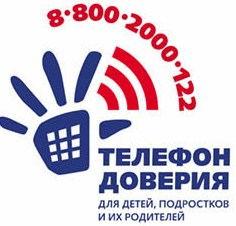 8·800·2000·122
ТЕЛЕФОН
ДОВЕРИЯ
ДЛЯ ДЕТЕЙ, ПОДРОСТКОВ
И ИХ РОДИТЕЛЕЙ